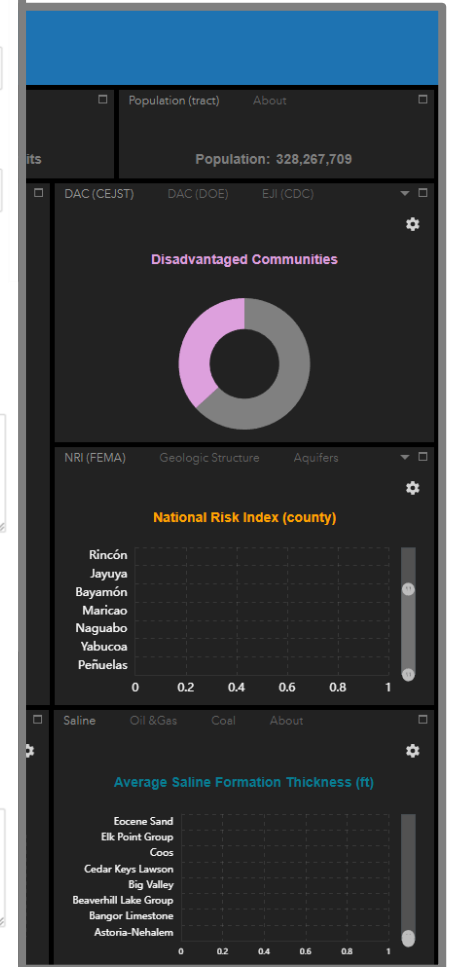 Population (tract) About
its
Population: 328,267,709
DAC (CEJST) DAC (DOE) EJI (CDC)
Disadvantaged Communities
NRI (FEMA) Geologic Structure Aquifers
National Risk Index (county)
Rincón
Jayuya
Bayamón
Maricao
Naguabo
Yabucoa
Peñuelas
0 0.2 0.4 0.6 0.8 1
Saline Oil &Gas Coal About
Average Saline Formation Thickness (ft)
Eocene Sand
Elk Point Group
Coos
Cedar Keys Lawson
Big Valley
Beaverhill Lake Group
Bangor Limestone
Astoria-Nehalem
0 0.2 0.4 0.6 0.8 1